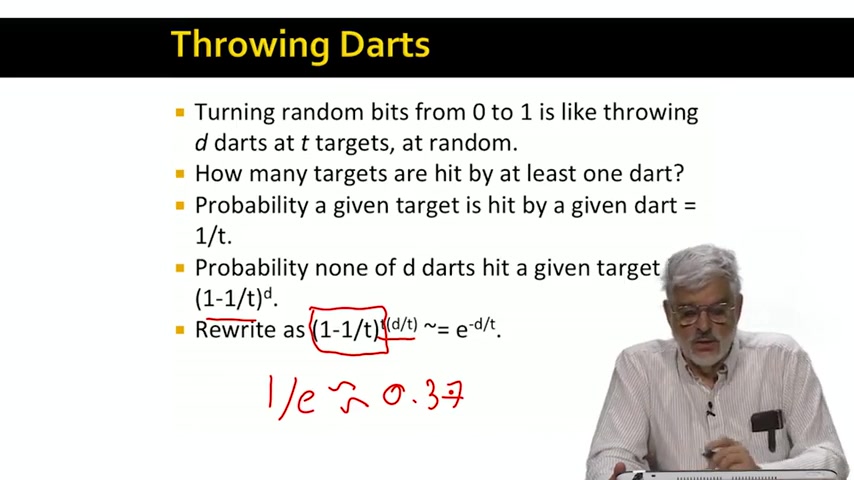 Throwing Darts
Turning random bits from 0 to 1 is like throwing
d darts at t targets, at random.
How many targets are hit by at least one dart?
Probability a given target is hit by a given dart =
1/t.
Probability none of d darts hit a given target
(1-1/t)ᵈ.
Rewrite as (1-1/t)ᵗ⁽ᵈ/ᵗ⁾ ~= e⁻ᵈ/ᵗ.
1/e ≈ 0.37